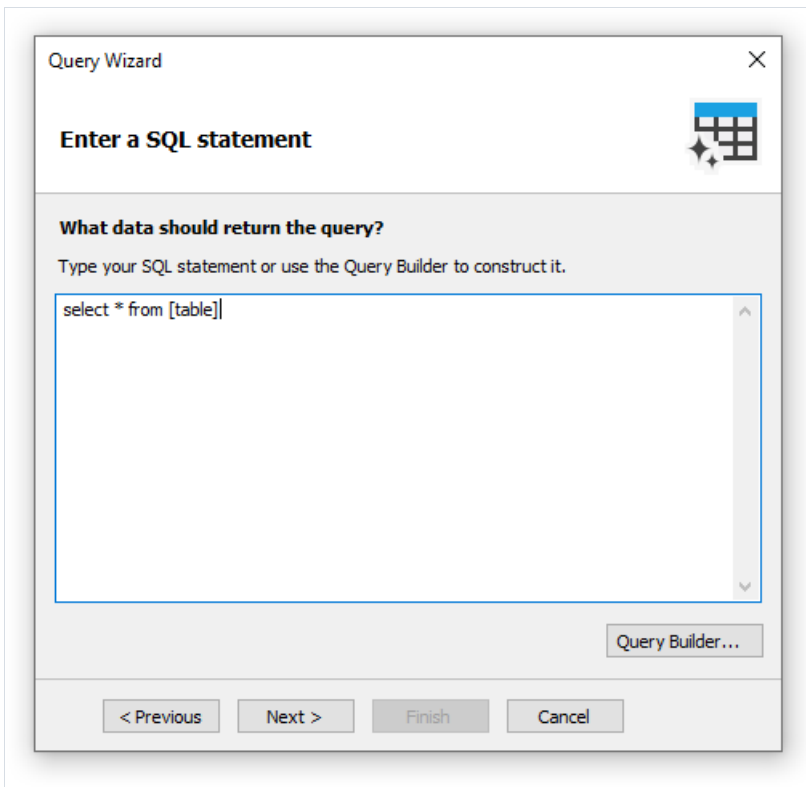 Query Wizard
Enter a SQL statement
What data should return the query?
Type your SQL statement or use the Query Builder to construct it.
select * from [table]
Query Builder...
< Previous
Next >
Finish
Cancel